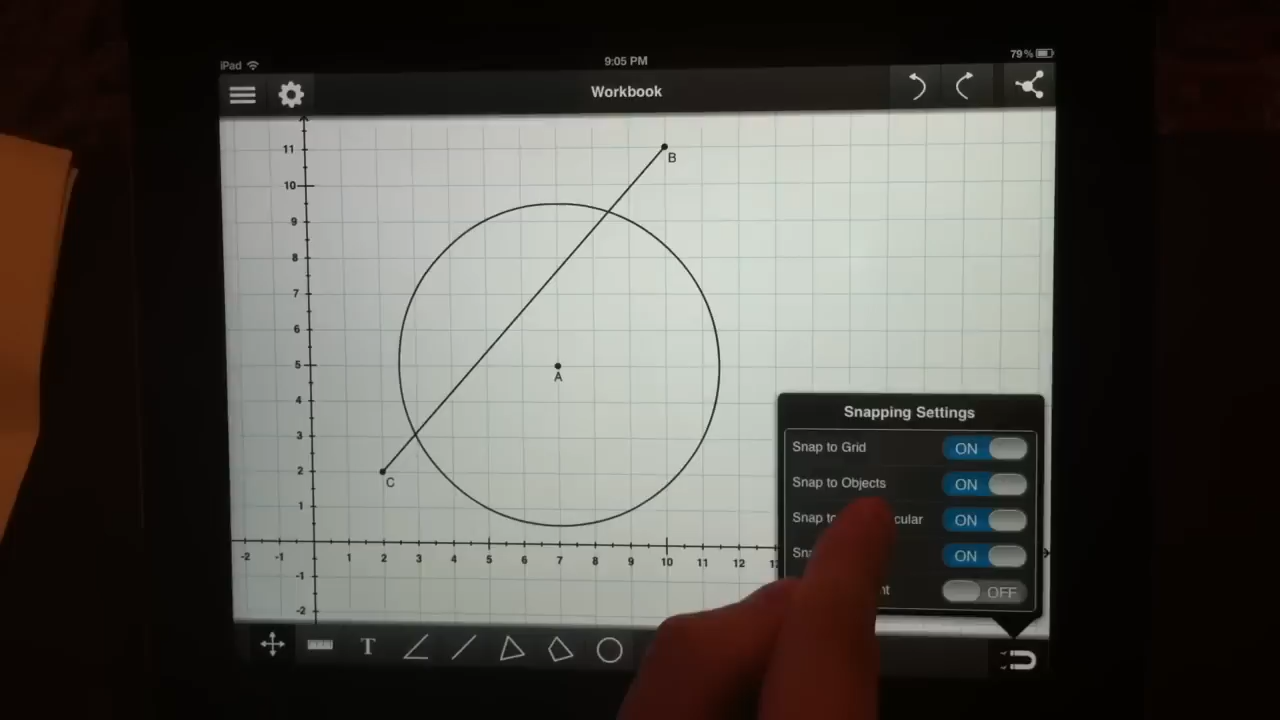 iPad 9:05 PM 79%
Workbook
11
B
10
9
8
7
6
5
A
4
Snapping Settings
3
Snap to Grid ON
2
C
Snap to Objects ON
1
Snap to cular ON
-2 -1 1 2 3 4 5 6 7 8 9 10 11 12
ON
-1
OFF
-2
T